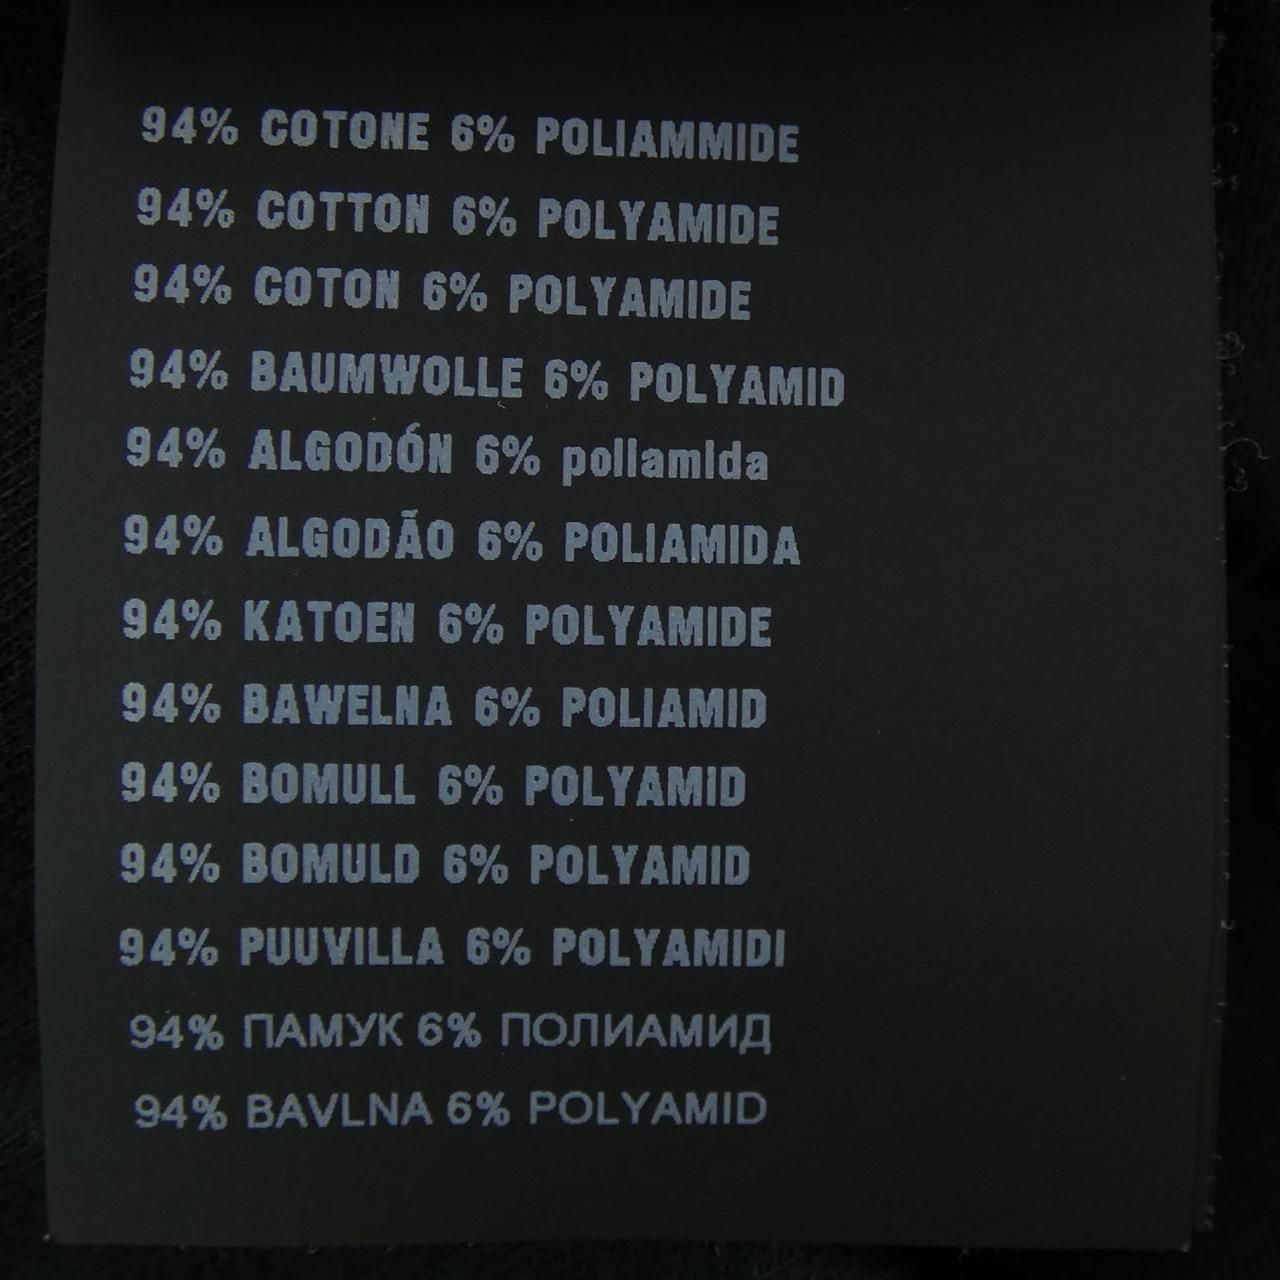 94% COTONE 6% POLIAMMIDE
94% COTTON 6% POLYAMIDE
94% COTON 6% POLYAMIDE
94% BAUMWOLLE 6% POLYAMID
94% ALGODÓN 6% poliamida
94% ALGODÃO 6% POLIAMIDA
94% KATOEN 6% POLYAMIDE
94% BAWELNA 6% POLIAMID
94% BOMULL 6% POLYAMID
94% BOMULD 6% POLYAMID
94% PUUVILLA 6% POLYAMIDI
94% ПАМУК 6% ПОЛИАМИД
94% BAVLNA 6% POLYAMID